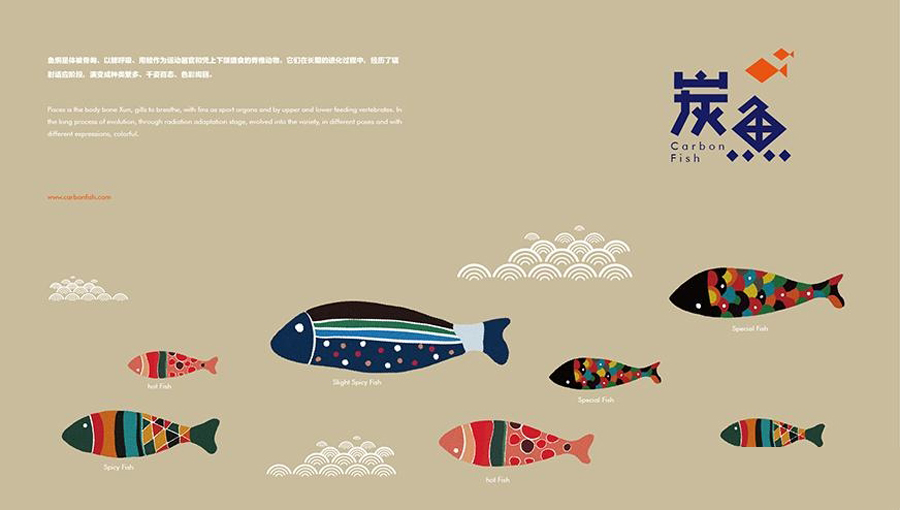 鱼炯是体被骨每、以鳃呼吸、用鳍作为运动器官和凭上下颌摄食的脊椎动物。它们在长期的进化过程中，经历了辐
射适应阶段，演变成种类繁多、千姿百态、色彩绚丽。
Pisces is the body bone Xun, gills to breathe, with fins as sport organs and by upper and lower feeding vertebrates. In
the long process of evolution, through radiation adaptation stage, evolved into the variety, in different poses and with
different expressions, colorful.
www.carbonfish.com
炭鱼
Carbon
Fish
Special Fish
hot Fish
Slight Spicy Fish
Special Fish
Spicy Fish
hot Fish